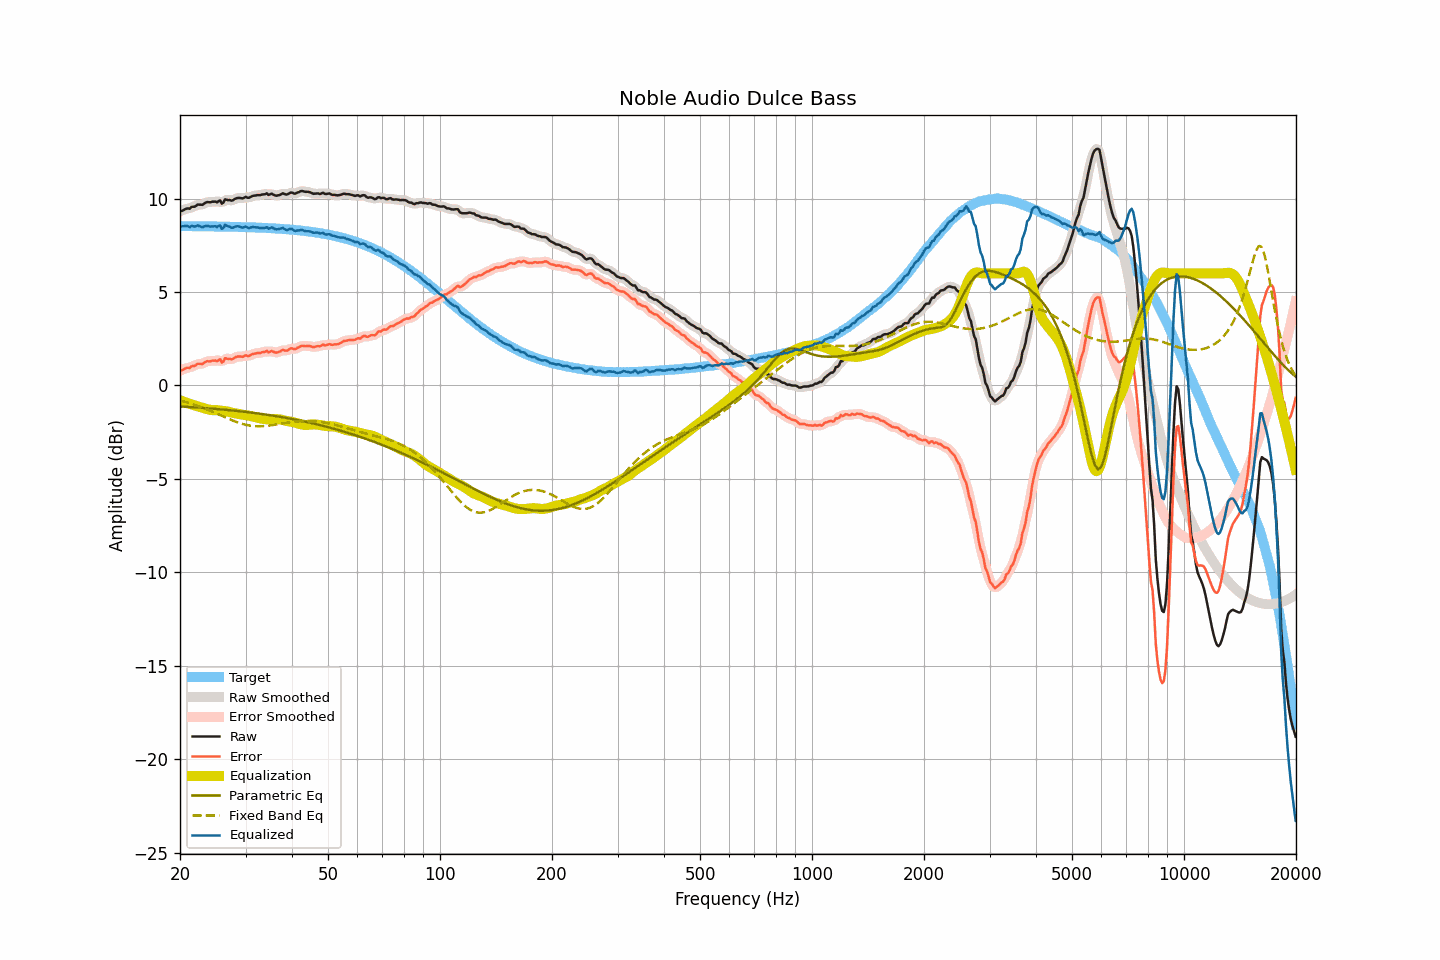 Noble Audio Dulce Bass
Amplitude (dBr)
10
5
0
−5
−10
−15
−20
−25
Target
Raw Smoothed
Error Smoothed
Raw
Error
Equalization
Parametric Eq
Fixed Band Eq
Equalized
20 50 100 200 500 1000 2000 5000 10000 20000
Frequency (Hz)